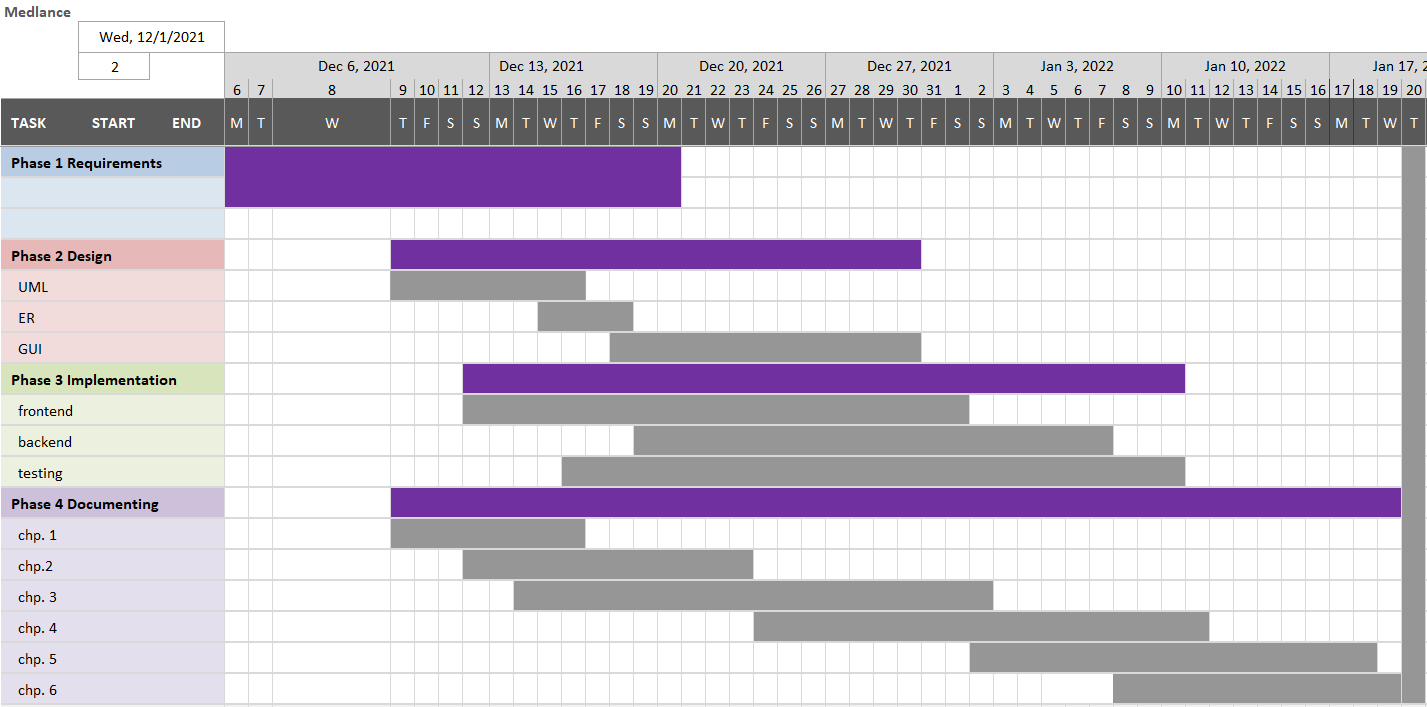 Medlance
Wed, 12/1/2021
2
Dec 6, 2021 Dec 13, 2021 Dec 20, 2021 Dec 27, 2021 Jan 3, 2022 Jan 10, 2022 Jan 17, 2
6 7 8 9 10 11 12 13 14 15 16 17 18 19 20 21 22 23 24 25 26 27 28 29 30 31 1 2 3 4 5 6 7 8 9 10 11 12 13 14 15 16 17 18 19 20
TASK START END M T W T F S S M T W T F S S M T W T F S S M T W T F S S M T W T F S S M T W T F S S M T W T
Phase 1 Requirements
Phase 2 Design
UML
ER
GUI
Phase 3 Implementation
frontend
backend
testing
Phase 4 Documenting
chp. 1
chp.2
chp. 3
chp. 4
chp. 5
chp. 6